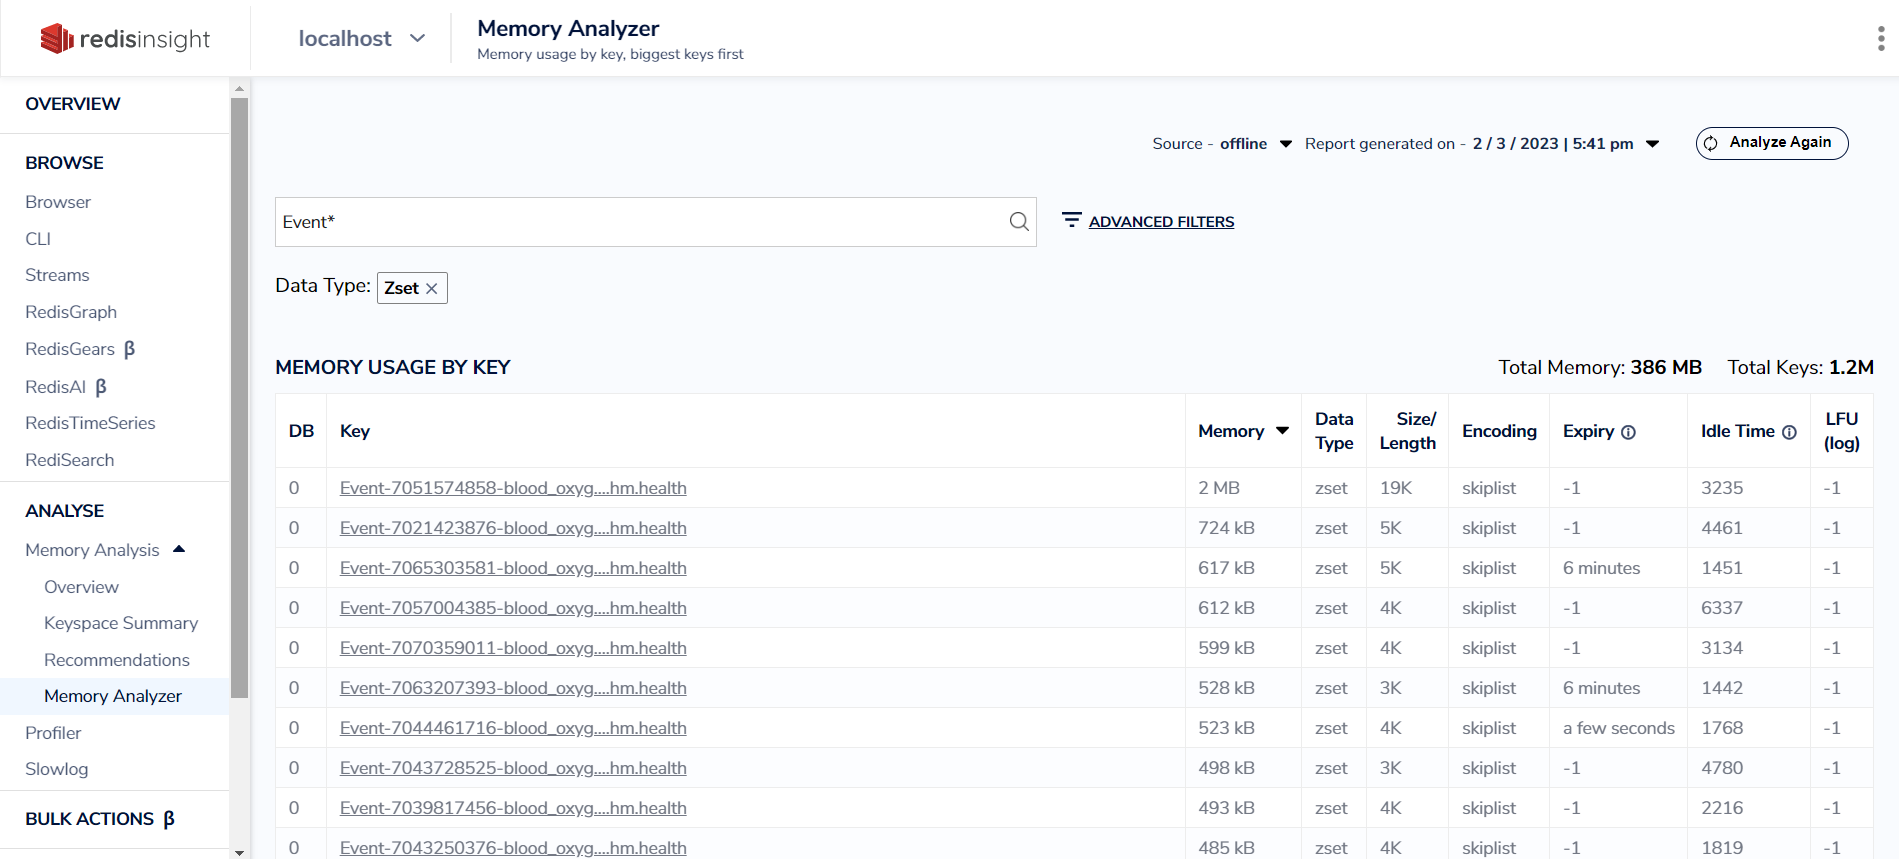 redisinsight
localhost
Memory Analyzer
Memory usage by key, biggest keys first
OVERVIEW
BROWSE
Browser
CLI
Streams
RedisGraph
RedisGears β
RedisAI β
RedisTimeSeries
RediSearch
ANALYSE
Memory Analysis
Overview
Keyspace Summary
Recommendations
Memory Analyzer
Profiler
Slowlog
BULK ACTIONS β
Source - offline Report generated on - 2 / 3 / 2023 | 5:41 pm Analyze Again
Event* ADVANCED FILTERS
Data Type: Zset
MEMORY USAGE BY KEY Total Memory: 386 MB Total Keys: 1.2M
DB Key Memory Data Type Size/ Length Encoding Expiry Idle Time LFU (log)
0 Event-7051574858-blood_oxyg....hm.health 2 MB zset 19K skiplist -1 3235 -1
0 Event-7021423876-blood_oxyg....hm.health 724 kB zset 5K skiplist -1 4461 -1
0 Event-7065303581-blood_oxyg....hm.health 617 kB zset 5K skiplist 6 minutes 1451 -1
0 Event-7057004385-blood_oxyg....hm.health 612 kB zset 4K skiplist -1 6337 -1
0 Event-7070359011-blood_oxyg....hm.health 599 kB zset 4K skiplist -1 3134 -1
0 Event-7063207393-blood_oxyg....hm.health 528 kB zset 3K skiplist 6 minutes 1442 -1
0 Event-7044461716-blood_oxyg....hm.health 523 kB zset 4K skiplist a few seconds 1768 -1
0 Event-7043728525-blood_oxyg....hm.health 498 kB zset 3K skiplist -1 4780 -1
0 Event-7039817456-blood_oxyg....hm.health 493 kB zset 4K skiplist -1 2216 -1
0 Event-7043250376-blood_oxyg....hm.health 485 kB zset 4K skiplist -1 1819 -1